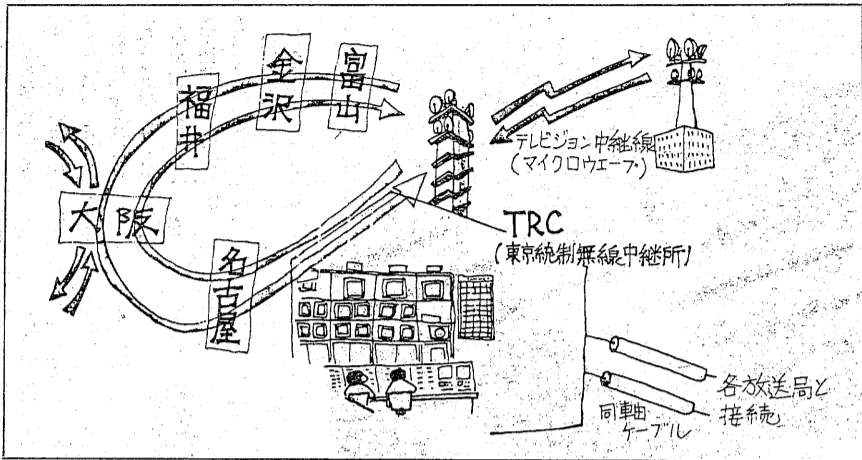 富山
金沢
福井
大阪
名古屋
テレビジョン中継線
(マイクロウエーブ)
TRC
(東京統制無線中継所)
同軸
ケーブル
各放送局と
接続